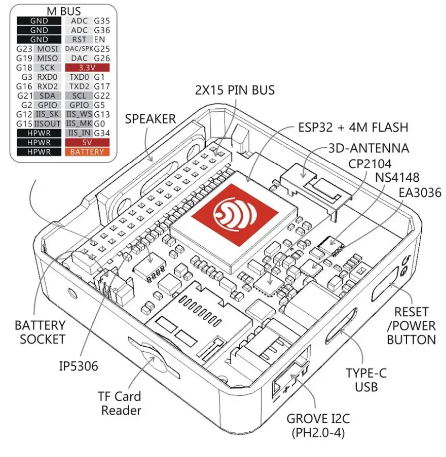 M BUS
GND ADC G35
GND ADC G36
GND RST EN
G23 MOSI DAC/SPK G25
G19 MISO DAC G26
G18 SCK 3.3V
G3 RXD0 TXD0 G1
G16 RXD2 TXD2 G17
G21 SDA SCL G22
G2 GPIO GPIO G5
G12 IIS_SK IIS_WS G13
G15 IISOUT IIS_MK G0
HPWR IIS_IN G34
HPWR 5V
HPWR BATTERY
2X15 PIN BUS
SPEAKER
ESP32 + 4M FLASH
3D-ANTENNA
CP2104
NS4148
EA3036
BATTERY
SOCKET
IP5306
TF Card
Reader
GROVE I2C
(PH2.0-4)
TYPE-C
USB
RESET
/POWER
BUTTON